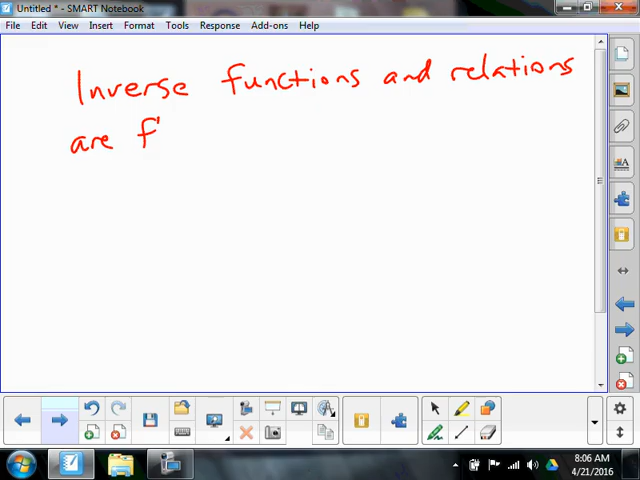 Untitled * - SMART Notebook
File Edit View Insert Format Tools Response Add-ons Help
Inverse functions and relations
are f'
8:06 AM
4/21/2016